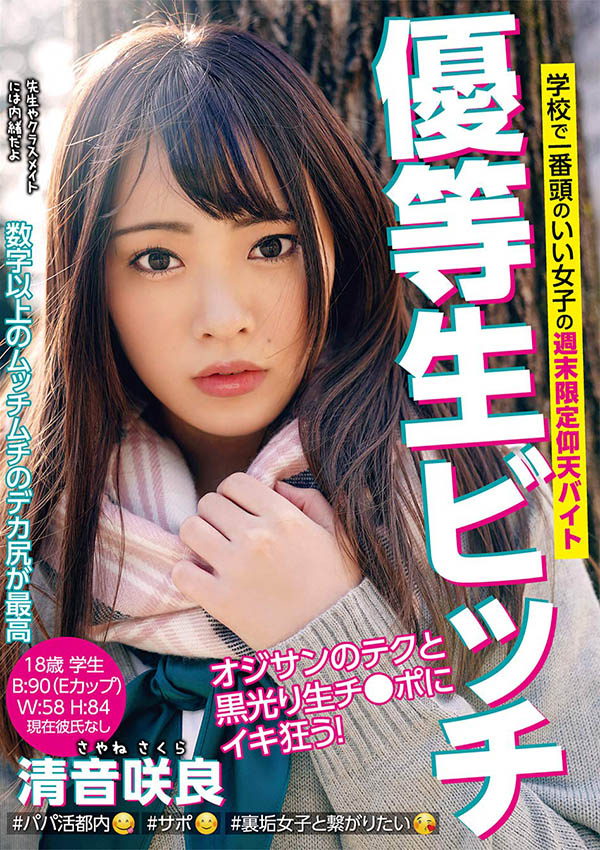 学校で一番頭のいい女子の週末限定仰天バイト
優等生ビッチ
先生やクラスメイト
には内緒だよ
数字以上のムッチムチのデカ尻が最高
オジサンのテクと
黒光り生チ●ポに
イキ狂う!
18歳 学生
B:90(Eカップ)
W:58 H:84
現在彼氏なし
さやね さくら
清音咲良
#パパ活都内😋 #サポ😊 #裏垢女子と繋がりたい😘